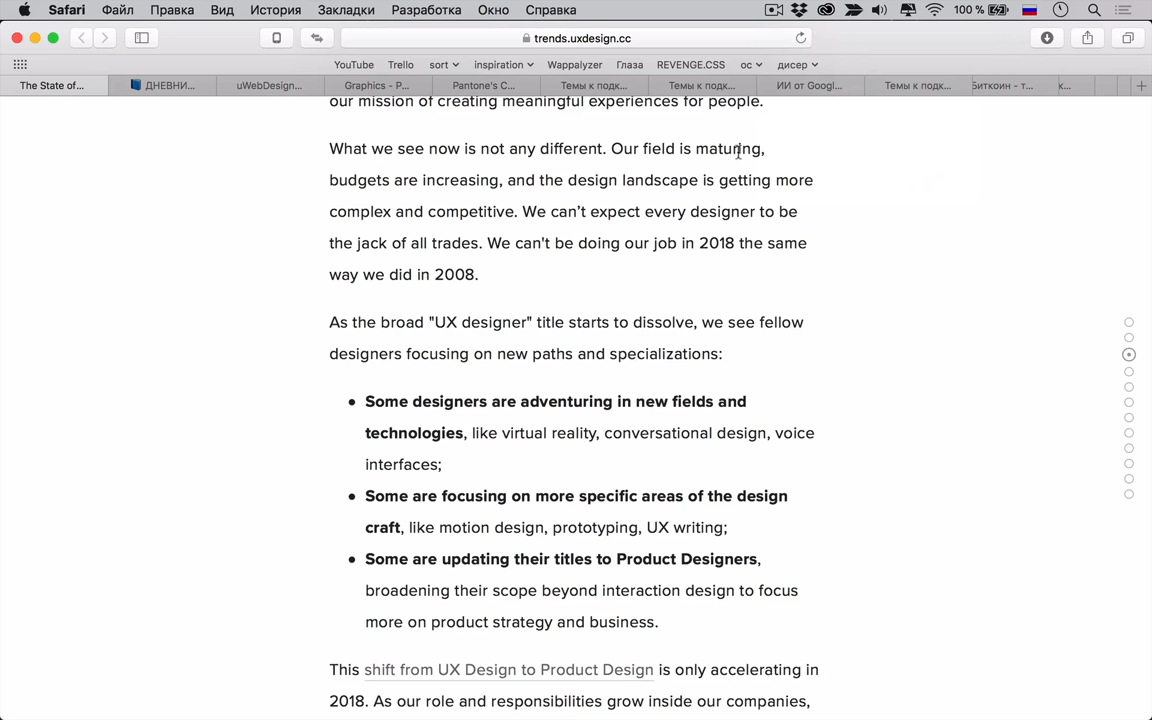 Safari Файл Правка Вид История Закладки Разработка Окно Справка 100 %
trends.uxdesign.cc
YouTube Trello sort inspiration Wappalyzer Глаза REVENGE.CSS ос дисер
The State of... ДНЕВНИ... uWebDesign... Graphics - P... Pantone's C... Темы к подк... Темы к подк... ИИ от Googl... Темы к подк... Биткоин - т... к...
our mission of creating meaningful experiences for people.
What we see now is not any different. Our field is maturing,
budgets are increasing, and the design landscape is getting more
complex and competitive. We can’t expect every designer to be
the jack of all trades. We can't be doing our job in 2018 the same
way we did in 2008.
As the broad "UX designer" title starts to dissolve, we see fellow
designers focusing on new paths and specializations:
• Some designers are adventuring in new fields and
technologies, like virtual reality, conversational design, voice
interfaces;
• Some are focusing on more specific areas of the design
craft, like motion design, prototyping, UX writing;
• Some are updating their titles to Product Designers,
broadening their scope beyond interaction design to focus
more on product strategy and business.
This shift from UX Design to Product Design is only accelerating in
2018. As our role and responsibilities grow inside our companies,